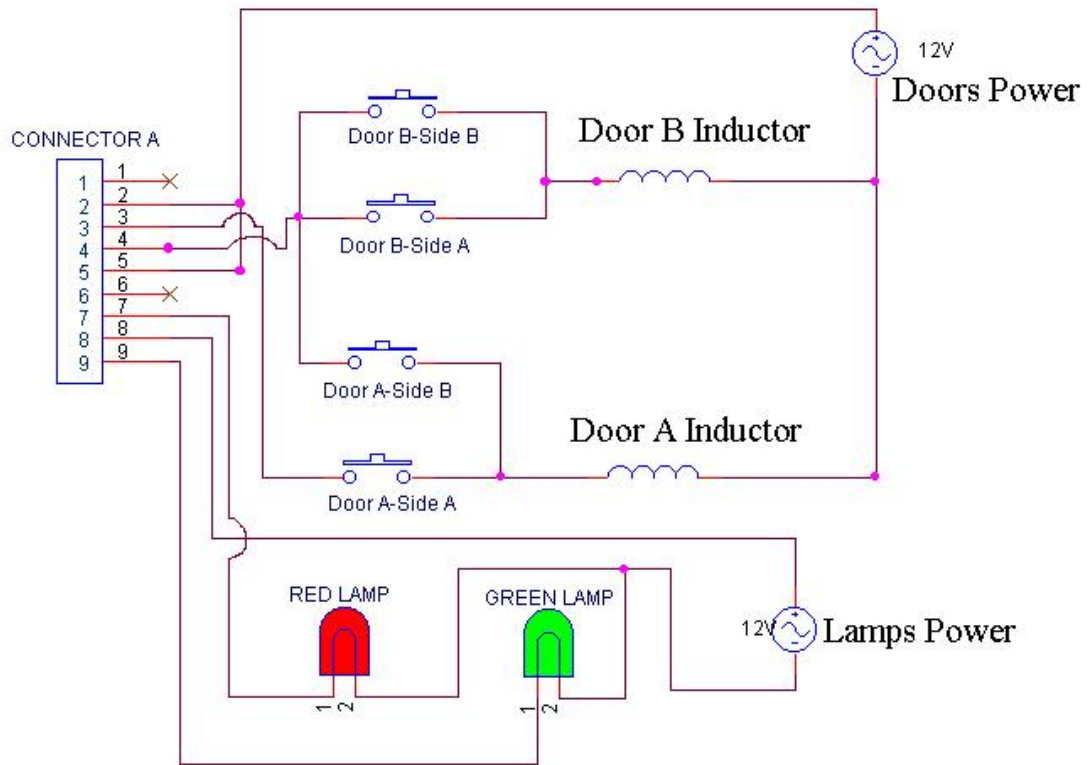 12V
Doors Power
Door B-Side B
Door B Inductor
CONNECTOR A
1 1
2 2
3 3
4 4
5 5
6 6
7 7
8 8
9 9
Door B-Side A
Door A-Side B
Door A Inductor
Door A-Side A
RED LAMP
GREEN LAMP
12V
Lamps Power
1 2
1 2